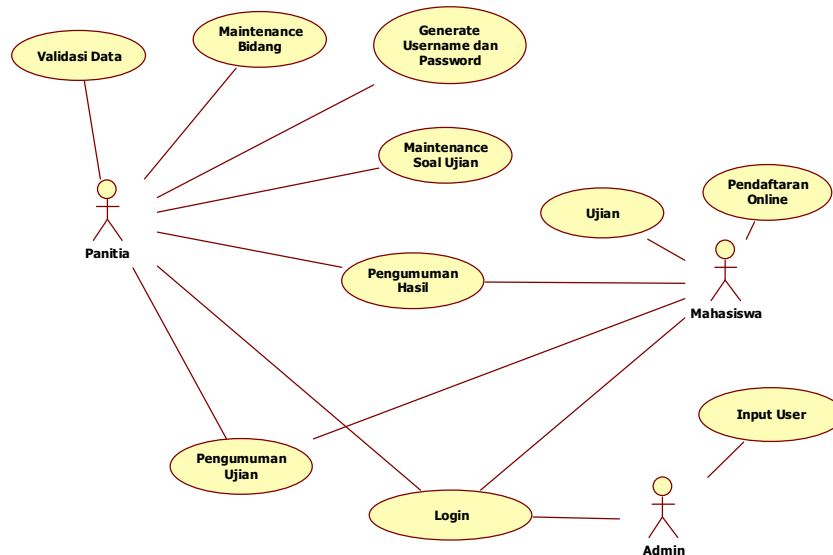 Maintenance
Bidang
Generate
Username dan
Password
Validasi Data
Maintenance
Soal Ujian
Pendaftaran
Online
Ujian
Panitia
Pengumuman
Hasil
Mahasiswa
Input User
Pengumuman
Ujian
Login
Admin